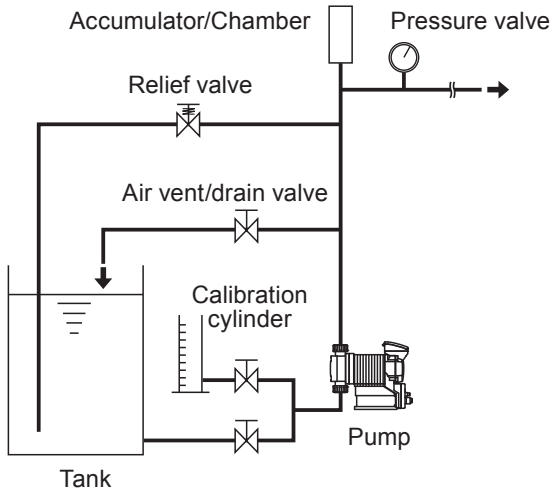 Accumulator/Chamber
Pressure valve
Relief valve
Air vent/drain valve
Calibration
cylinder
Pump
Tank